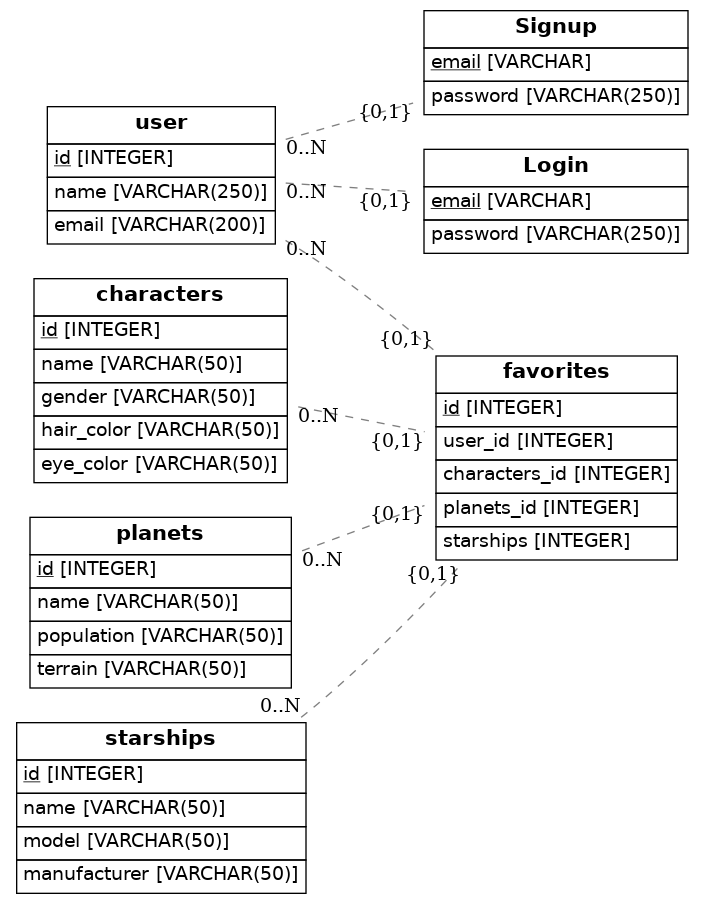 Signup
email [VARCHAR]
password [VARCHAR(250)]
{0,1}
user
id [INTEGER]
name [VARCHAR(250)]
email [VARCHAR(200)]
0..N
0..N
0..N
Login
email [VARCHAR]
password [VARCHAR(250)]
{0,1}
characters
id [INTEGER]
name [VARCHAR(50)]
gender [VARCHAR(50)]
hair_color [VARCHAR(50)]
eye_color [VARCHAR(50)]
0..N
{0,1}
{0,1}
favorites
id [INTEGER]
user_id [INTEGER]
characters_id [INTEGER]
planets_id [INTEGER]
starships [INTEGER]
{0,1}
{0,1}
planets
id [INTEGER]
name [VARCHAR(50)]
population [VARCHAR(50)]
terrain [VARCHAR(50)]
0..N
0..N
starships
id [INTEGER]
name [VARCHAR(50)]
model [VARCHAR(50)]
manufacturer [VARCHAR(50)]